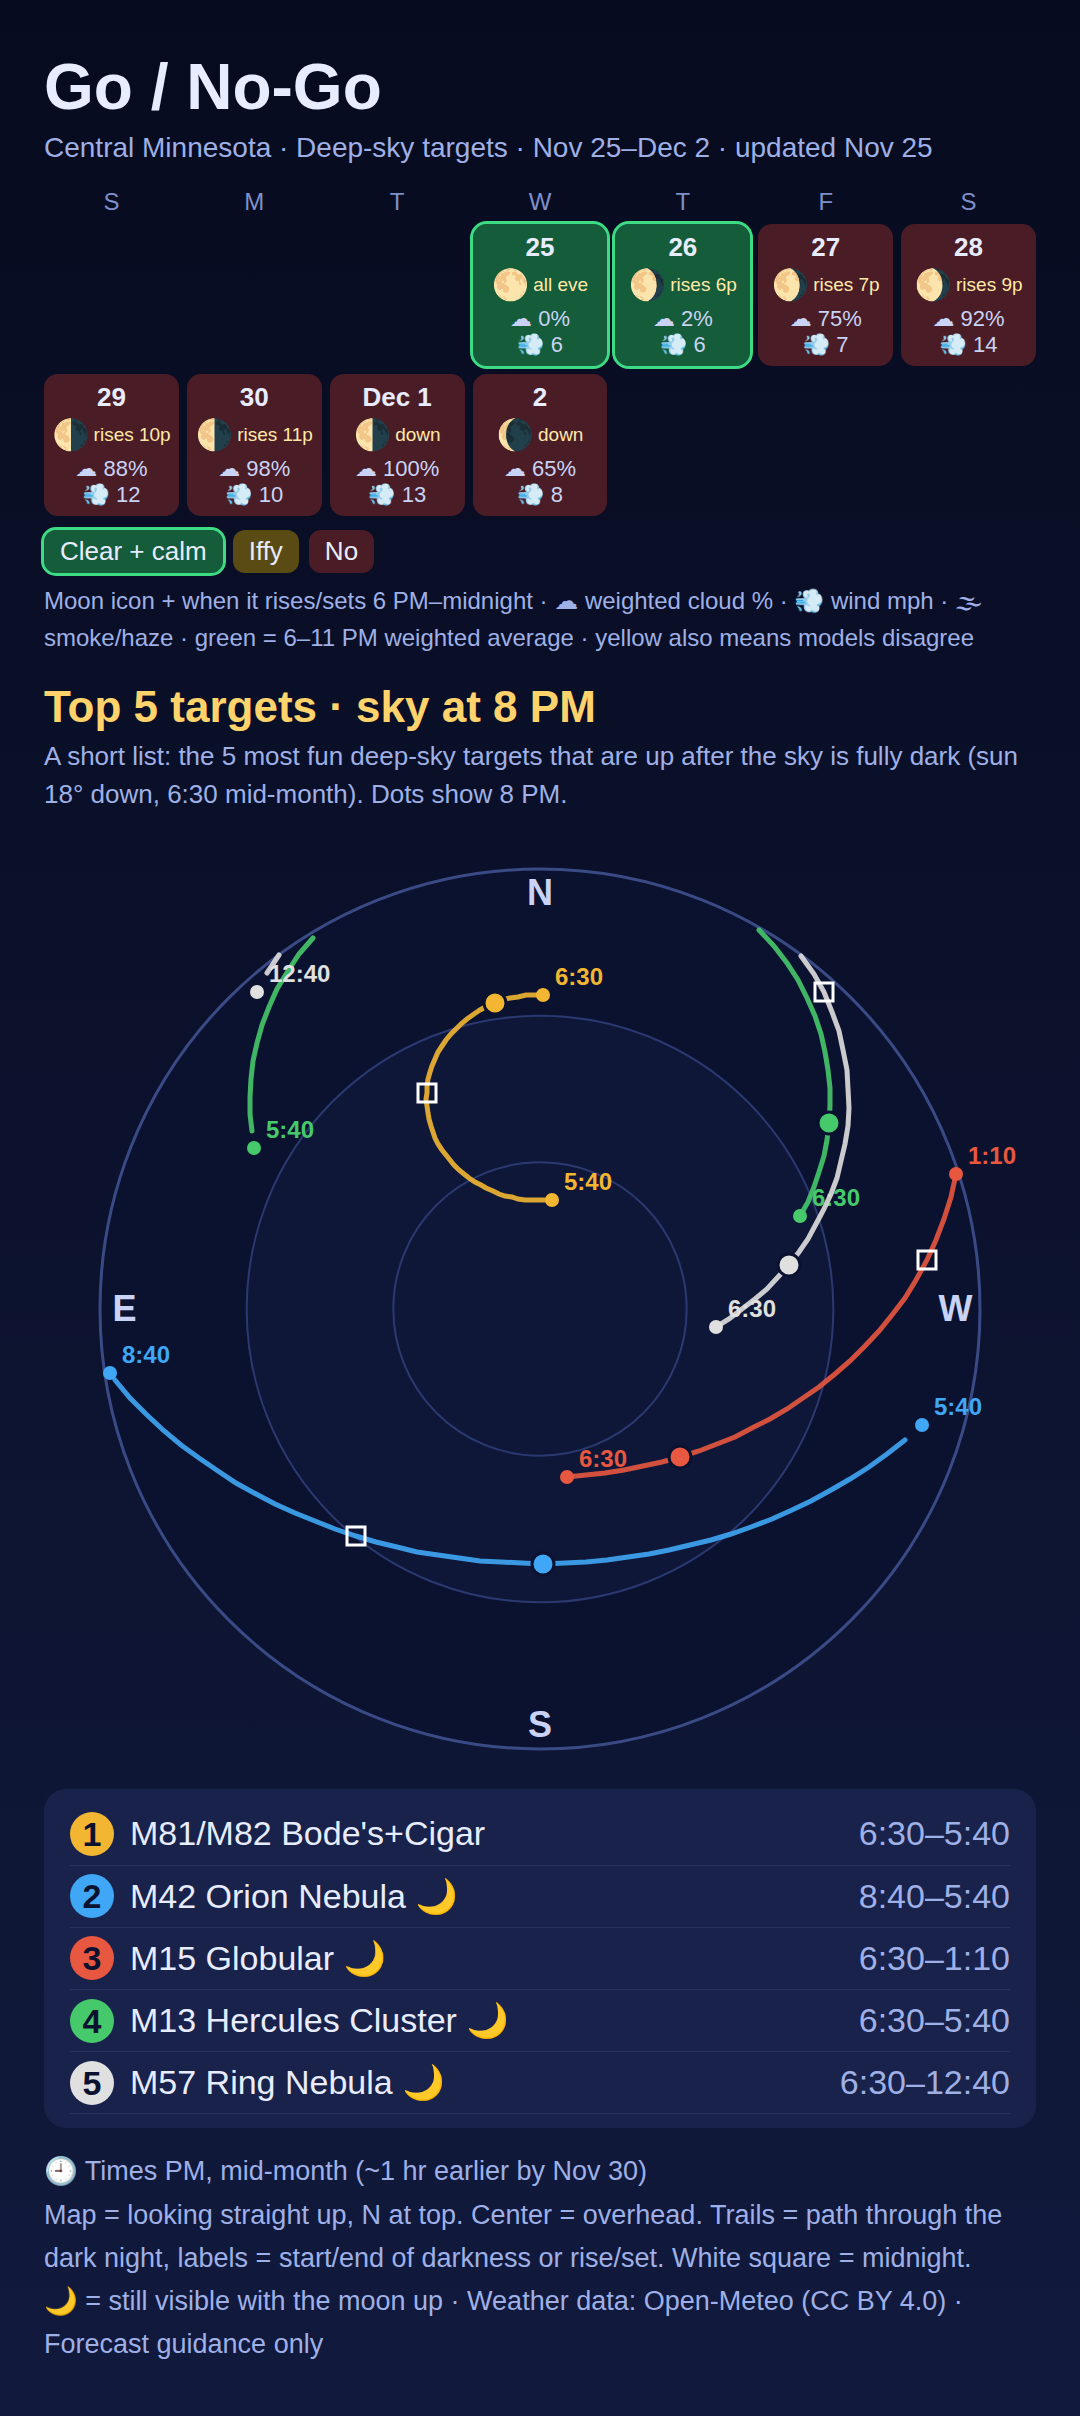 Go / No-Go
Central Minnesota · Deep-sky targets · Nov 25–Dec 2 · updated Nov 25
S M T W T F S
25 26 27 28
🌕 all eve 🌖 rises 6p 🌖 rises 7p 🌖 rises 9p
☁ 0% ☁ 2% ☁ 75% ☁ 92%
💨 6 💨 6 💨 7 💨 14
29 30 Dec 1 2
🌗 rises 10p 🌗 rises 11p 🌗 down 🌘 down
☁ 88% ☁ 98% ☁ 100% ☁ 65%
💨 12 💨 10 💨 13 💨 8
Clear + calm Iffy No
Moon icon + when it rises/sets 6 PM–midnight · ☁ weighted cloud % · 💨 wind mph · 🌫
smoke/haze · green = 6–11 PM weighted average · yellow also means models disagree
Top 5 targets · sky at 8 PM
A short list: the 5 most fun deep-sky targets that are up after the sky is fully dark (sun
18° down, 6:30 mid-month). Dots show 8 PM.
N
12:40 6:30
5:40
1:10
5:40
6:30
E 6:30 W
8:40
5:40
6:30
S
1 M81/M82 Bode's+Cigar 6:30–5:40
2 M42 Orion Nebula 🌙 8:40–5:40
3 M15 Globular 🌙 6:30–1:10
4 M13 Hercules Cluster 🌙 6:30–5:40
5 M57 Ring Nebula 🌙 6:30–12:40
🕘 Times PM, mid-month (~1 hr earlier by Nov 30)
Map = looking straight up, N at top. Center = overhead. Trails = path through the
dark night, labels = start/end of darkness or rise/set. White square = midnight.
🌙 = still visible with the moon up · Weather data: Open-Meteo (CC BY 4.0) ·
Forecast guidance only